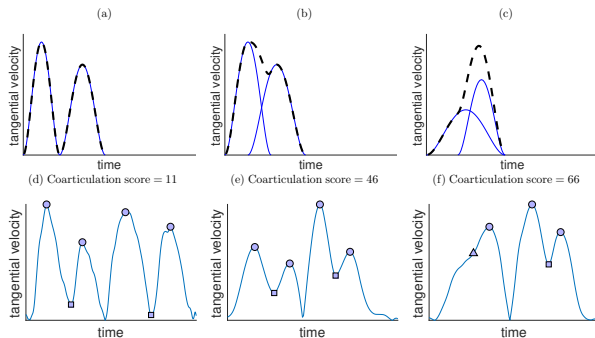 (a)
(b)
(c)
tangential velocity
tangential velocity
tangential velocity
time
time
time
(d) Coarticulation score = 11
(e) Coarticulation score = 46
(f) Coarticulation score = 66
tangential velocity
tangential velocity
tangential velocity
time
time
time